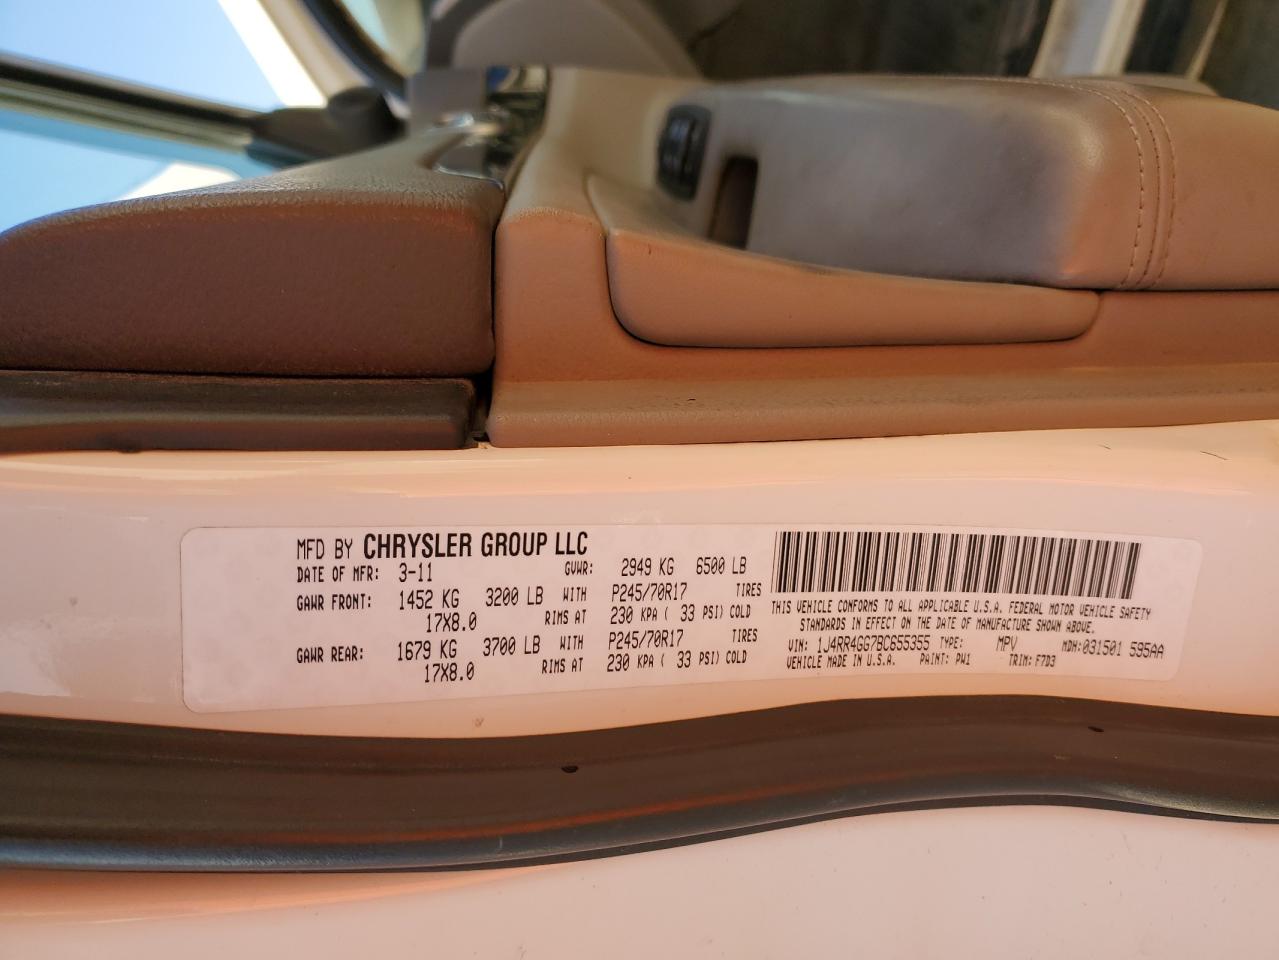 MFD BY CHRYSLER GROUP LLC
DATE OF MFR: 3-11 GVWR: 2949 KG 6500 LB
GAWR FRONT: 1452 KG 3200 LB WITH P245/70R17 TIRES
17X8.0 RIMS AT 230 KPA ( 33 PSI) COLD
GAWR REAR: 1679 KG 3700 LB WITH P245/70R17 TIRES
17X8.0 RIMS AT 230 KPA ( 33 PSI) COLD
THIS VEHICLE CONFORMS TO ALL APPLICABLE U.S.A. FEDERAL MOTOR VEHICLE SAFETY
STANDARDS IN EFFECT ON THE DATE OF MANUFACTURE SHOWN ABOVE.
VIN: 1J4RR4GG7BC655355 TYPE: MPV MDH:031501 595AA
VEHICLE MADE IN U.S.A. PAINT: PW1 TRIM: F7D3